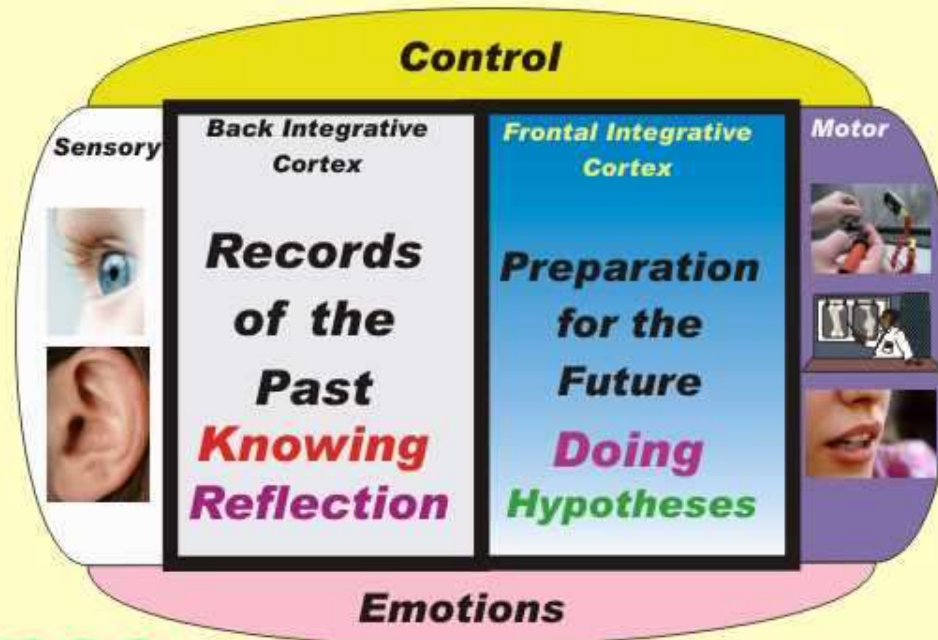 Control
Sensory
Back Integrative
Cortex
Records
of the
Past
Knowing
Reflection
Frontal Integrative
Cortex
Preparation
for the
Future
Doing
Hypotheses
Motor
Emotions